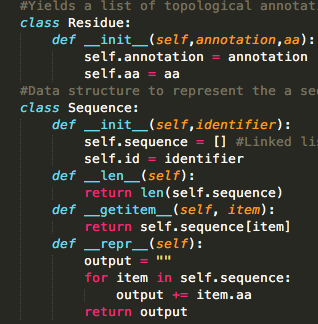 #Yields a list of topological annotati
class Residue:
    def __init__(self,annotation,aa):
        self.annotation = annotation
        self.aa = aa
#Data structure to represent the a se
class Sequence:
    def __init__(self,identifier):
        self.sequence = [] #Linked lis
        self.id = identifier
    def __len__(self):
        return len(self.sequence)
    def __getitem__(self, item):
        return self.sequence[item]
    def __repr__(self):
        output = ""
        for item in self.sequence:
            output += item.aa
        return output